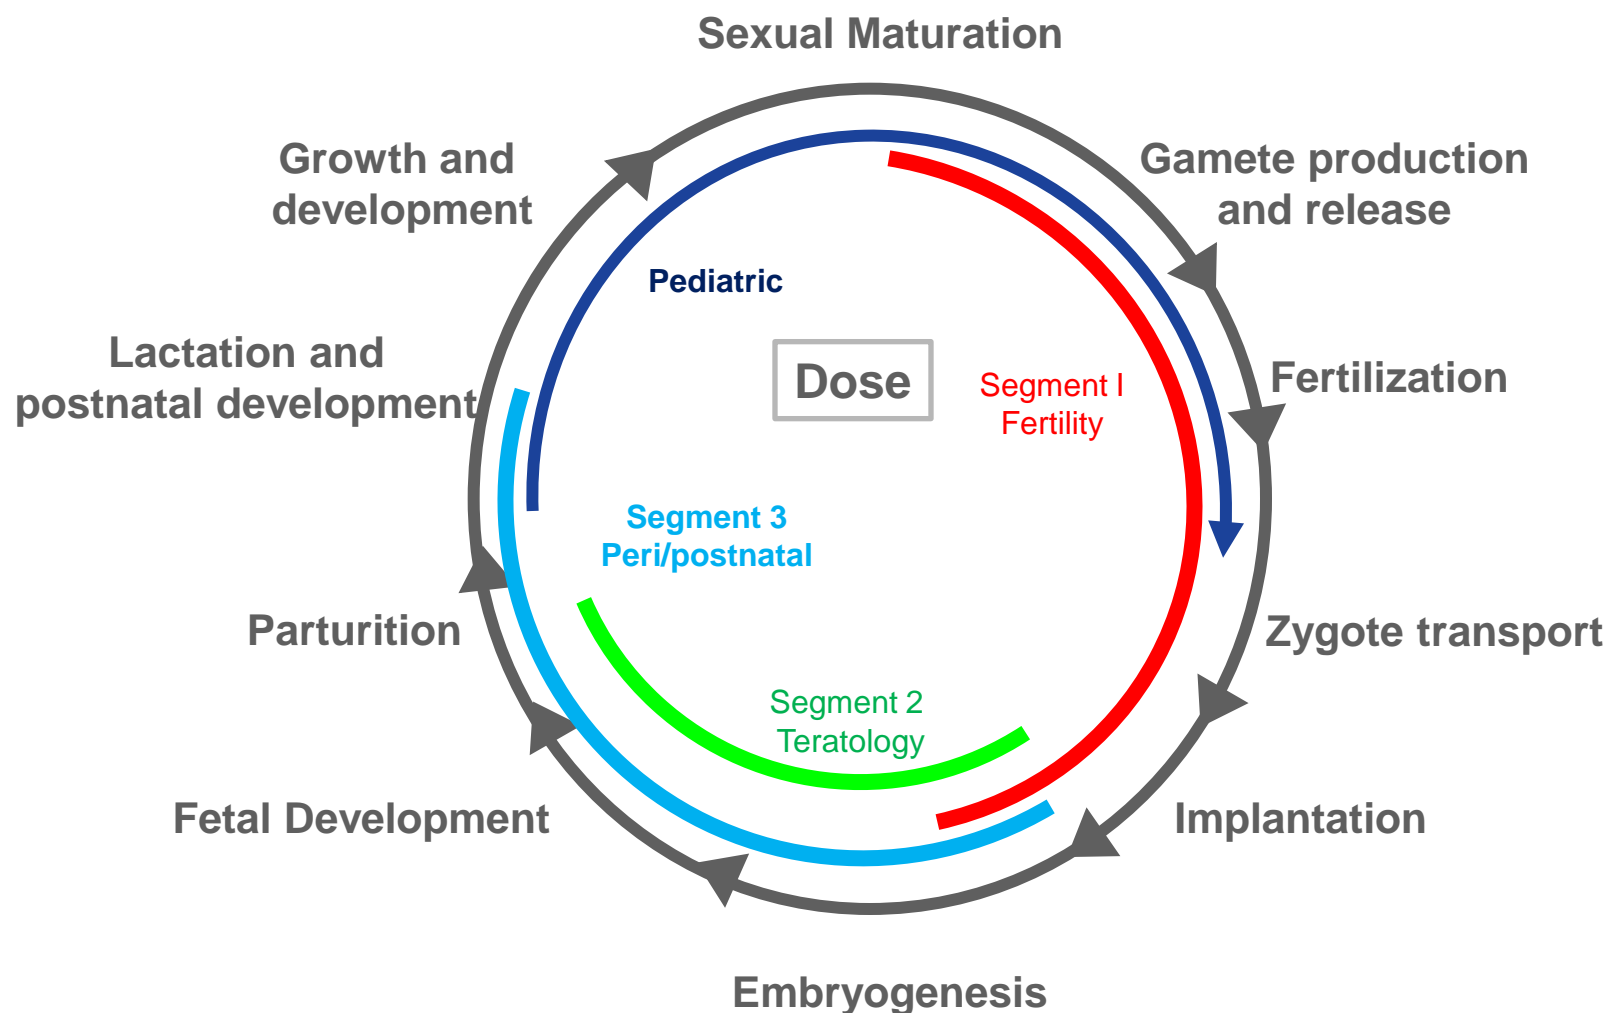 Sexual Maturation
Growth and
development
Gamete production
and release
Pediatric
Lactation and
postnatal development
Dose
Segment I
Fertility
Fertilization
Segment 3
Peri/postnatal
Parturition
Zygote transport
Segment 2
Teratology
Fetal Development
Implantation
Embryogenesis